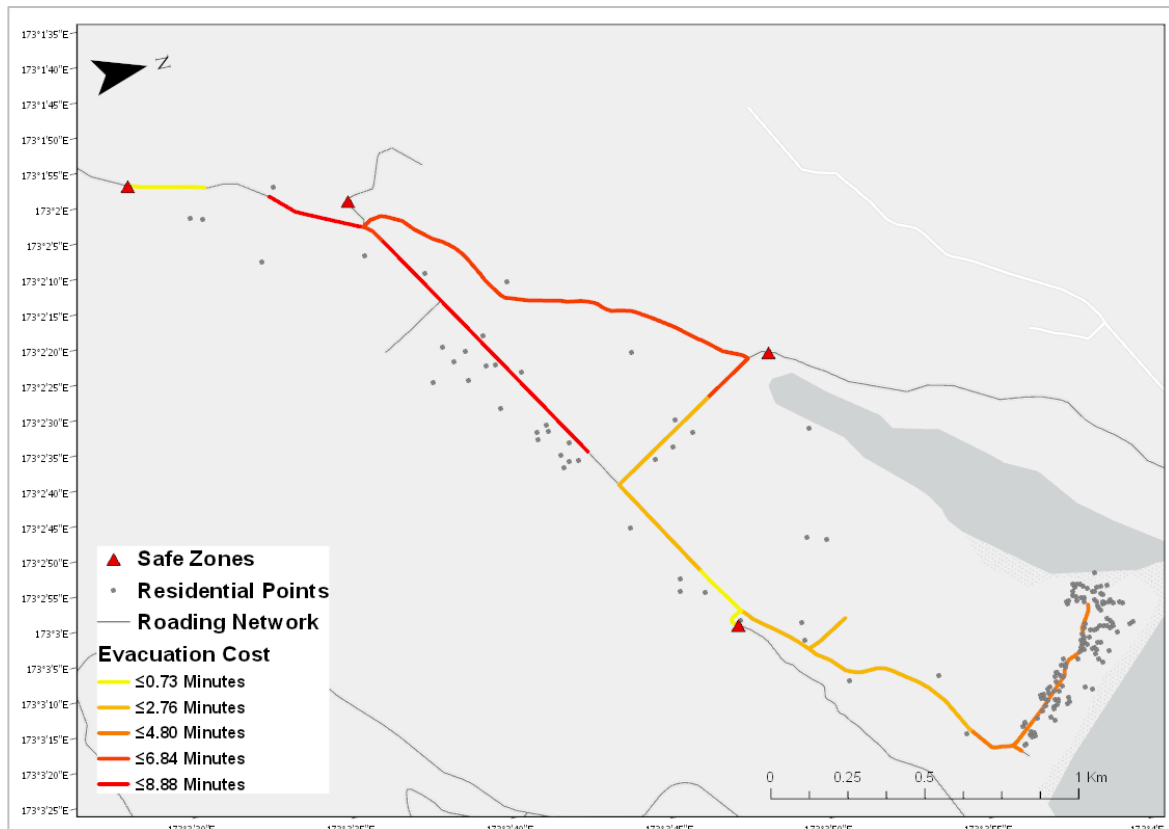 173°1'35"E
173°1'40"E
173°1'45"E
173°1'50"E
173°1'55"E
173°2'E
173°2'5"E
173°2'10"E
173°2'15"E
173°2'20"E
173°2'25"E
173°2'30"E
173°2'35"E
173°2'40"E
173°2'45"E
173°2'50"E
173°2'55"E
173°3'E
173°3'5"E
173°3'10"E
173°3'15"E
173°3'20"E
173°3'25"E
N
Safe Zones
Residential Points
Roading Network
Evacuation Cost
≤0.73 Minutes
≤2.76 Minutes
≤4.80 Minutes
≤6.84 Minutes
≤8.88 Minutes
0 0.25 0.5 1 Km